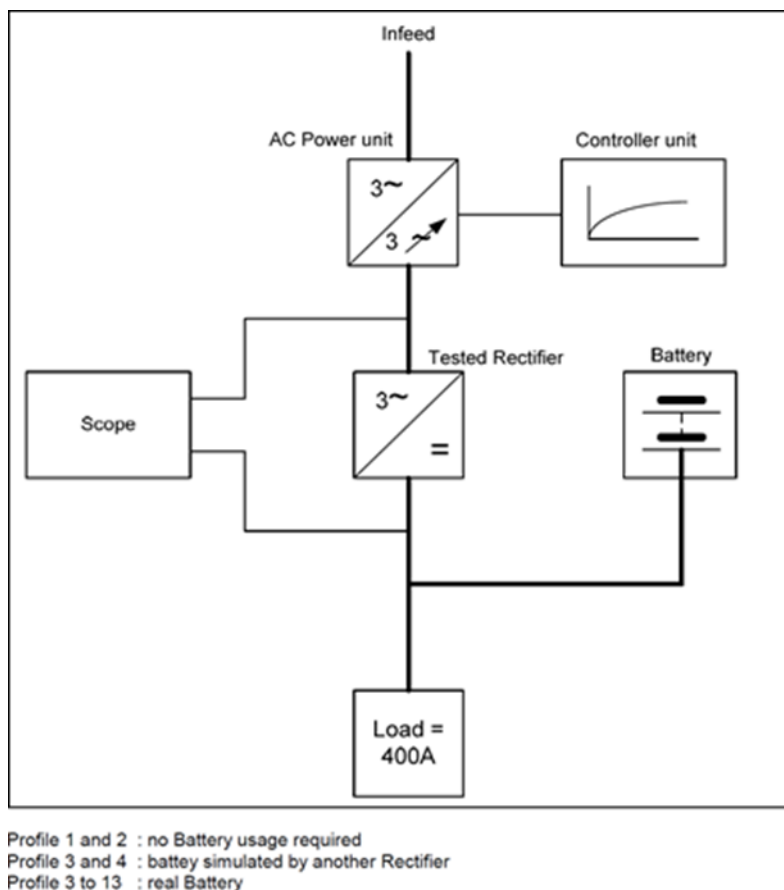 Infeed
AC Power unit
Controller unit
3~
3 ~
Tested Rectifier
Battery
Scope
3~
=
Load =
400A
Profile 1 and 2 : no Battery usage required
Profile 3 and 4 : battey simulated by another Rectifier
Profile 3 to 13 : real Battery